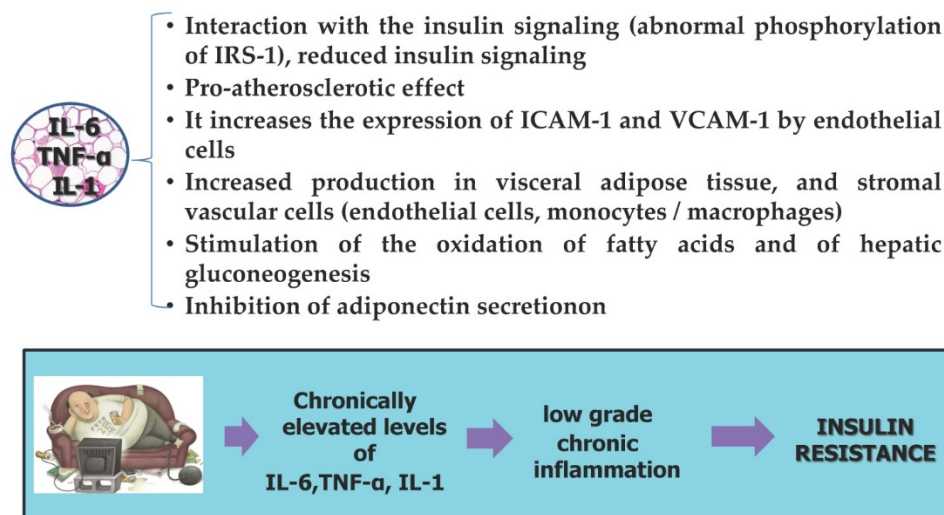 IL-6
TNF-α
IL-1
• Interaction with the insulin signaling (abnormal phosphorylation
of IRS-1), reduced insulin signaling
• Pro-atherosclerotic effect
• It increases the expression of ICAM-1 and VCAM-1 by endothelial
cells
• Increased production in visceral adipose tissue, and stromal
vascular cells (endothelial cells, monocytes / macrophages)
• Stimulation of the oxidation of fatty acids and of hepatic
gluconeogenesis
• Inhibition of adiponectin secretionon
Chronically
elevated levels
of
IL-6,TNF-α, IL-1
low grade
chronic
inflammation
INSULIN
RESISTANCE